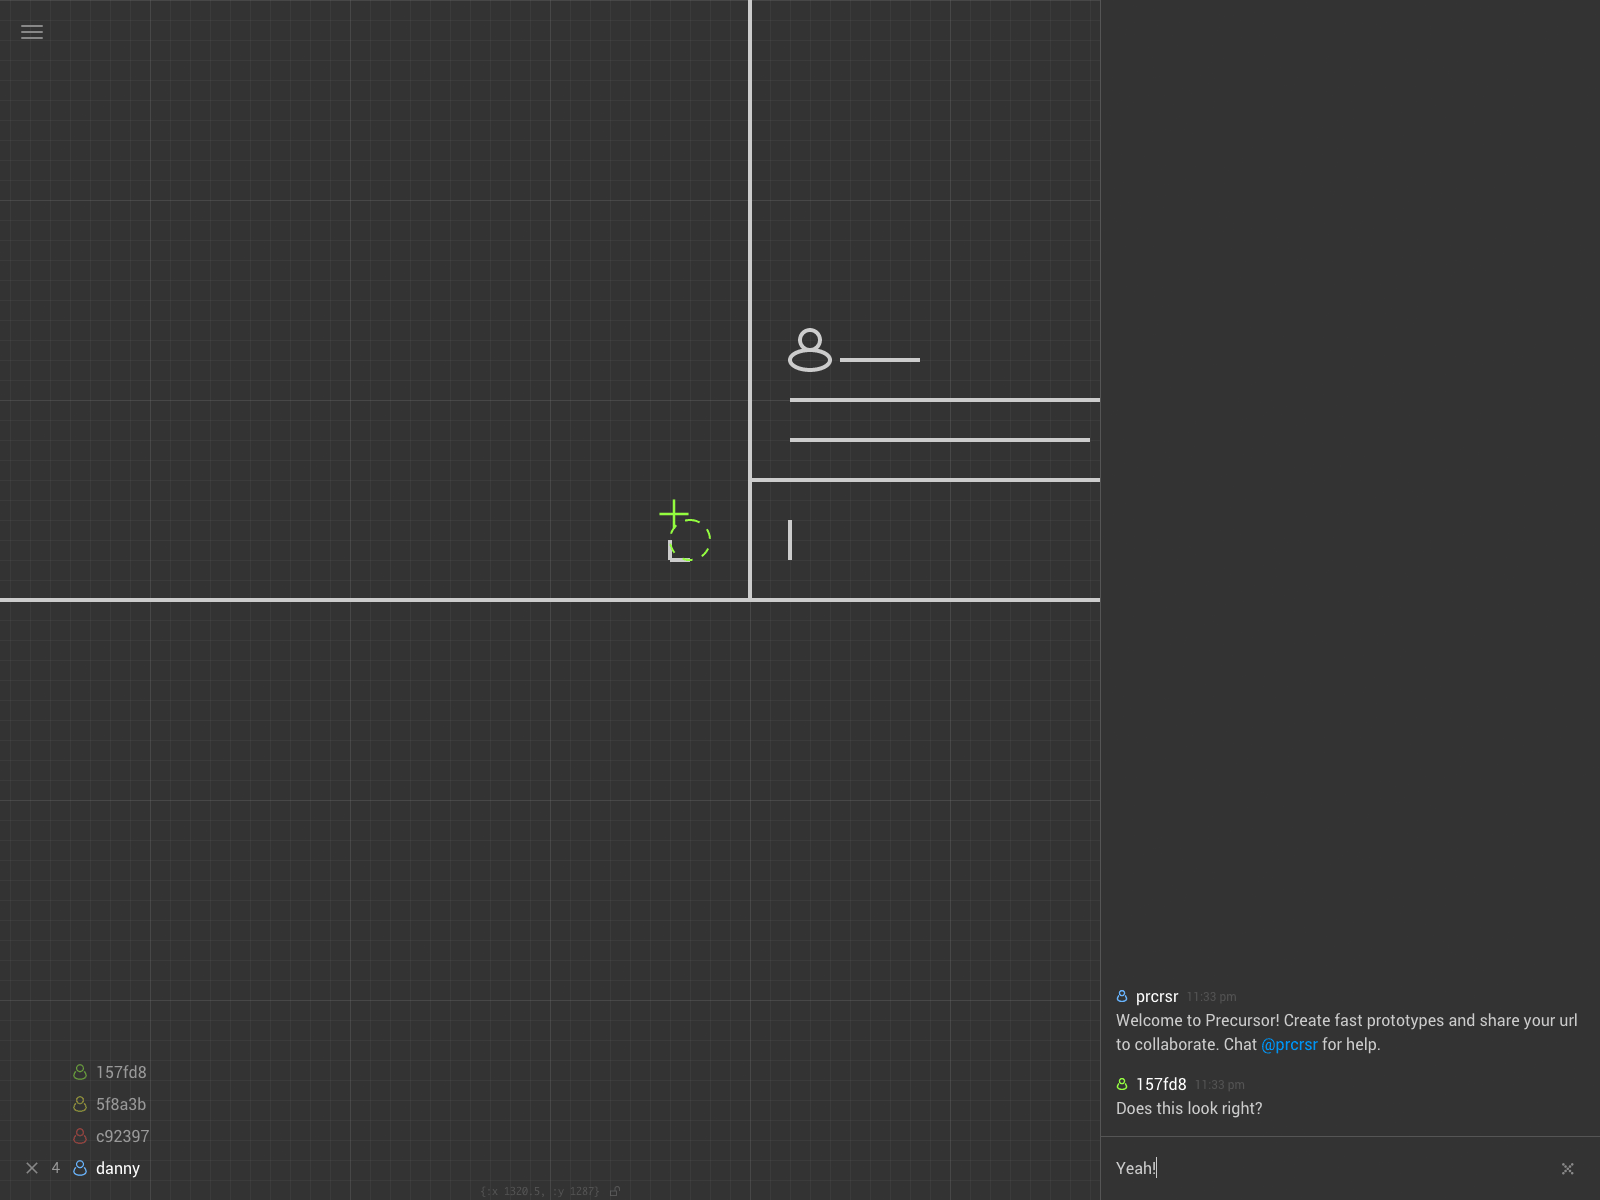 prcrsr 11:33 pm
Welcome to Precursor! Create fast prototypes and share your url
to collaborate. Chat @prcrsr for help.
157fd8 11:33 pm
Does this look right?
Yeah!
157fd8
5f8a3b
c92397
4 danny
{:x 1320.5, :y 1287}